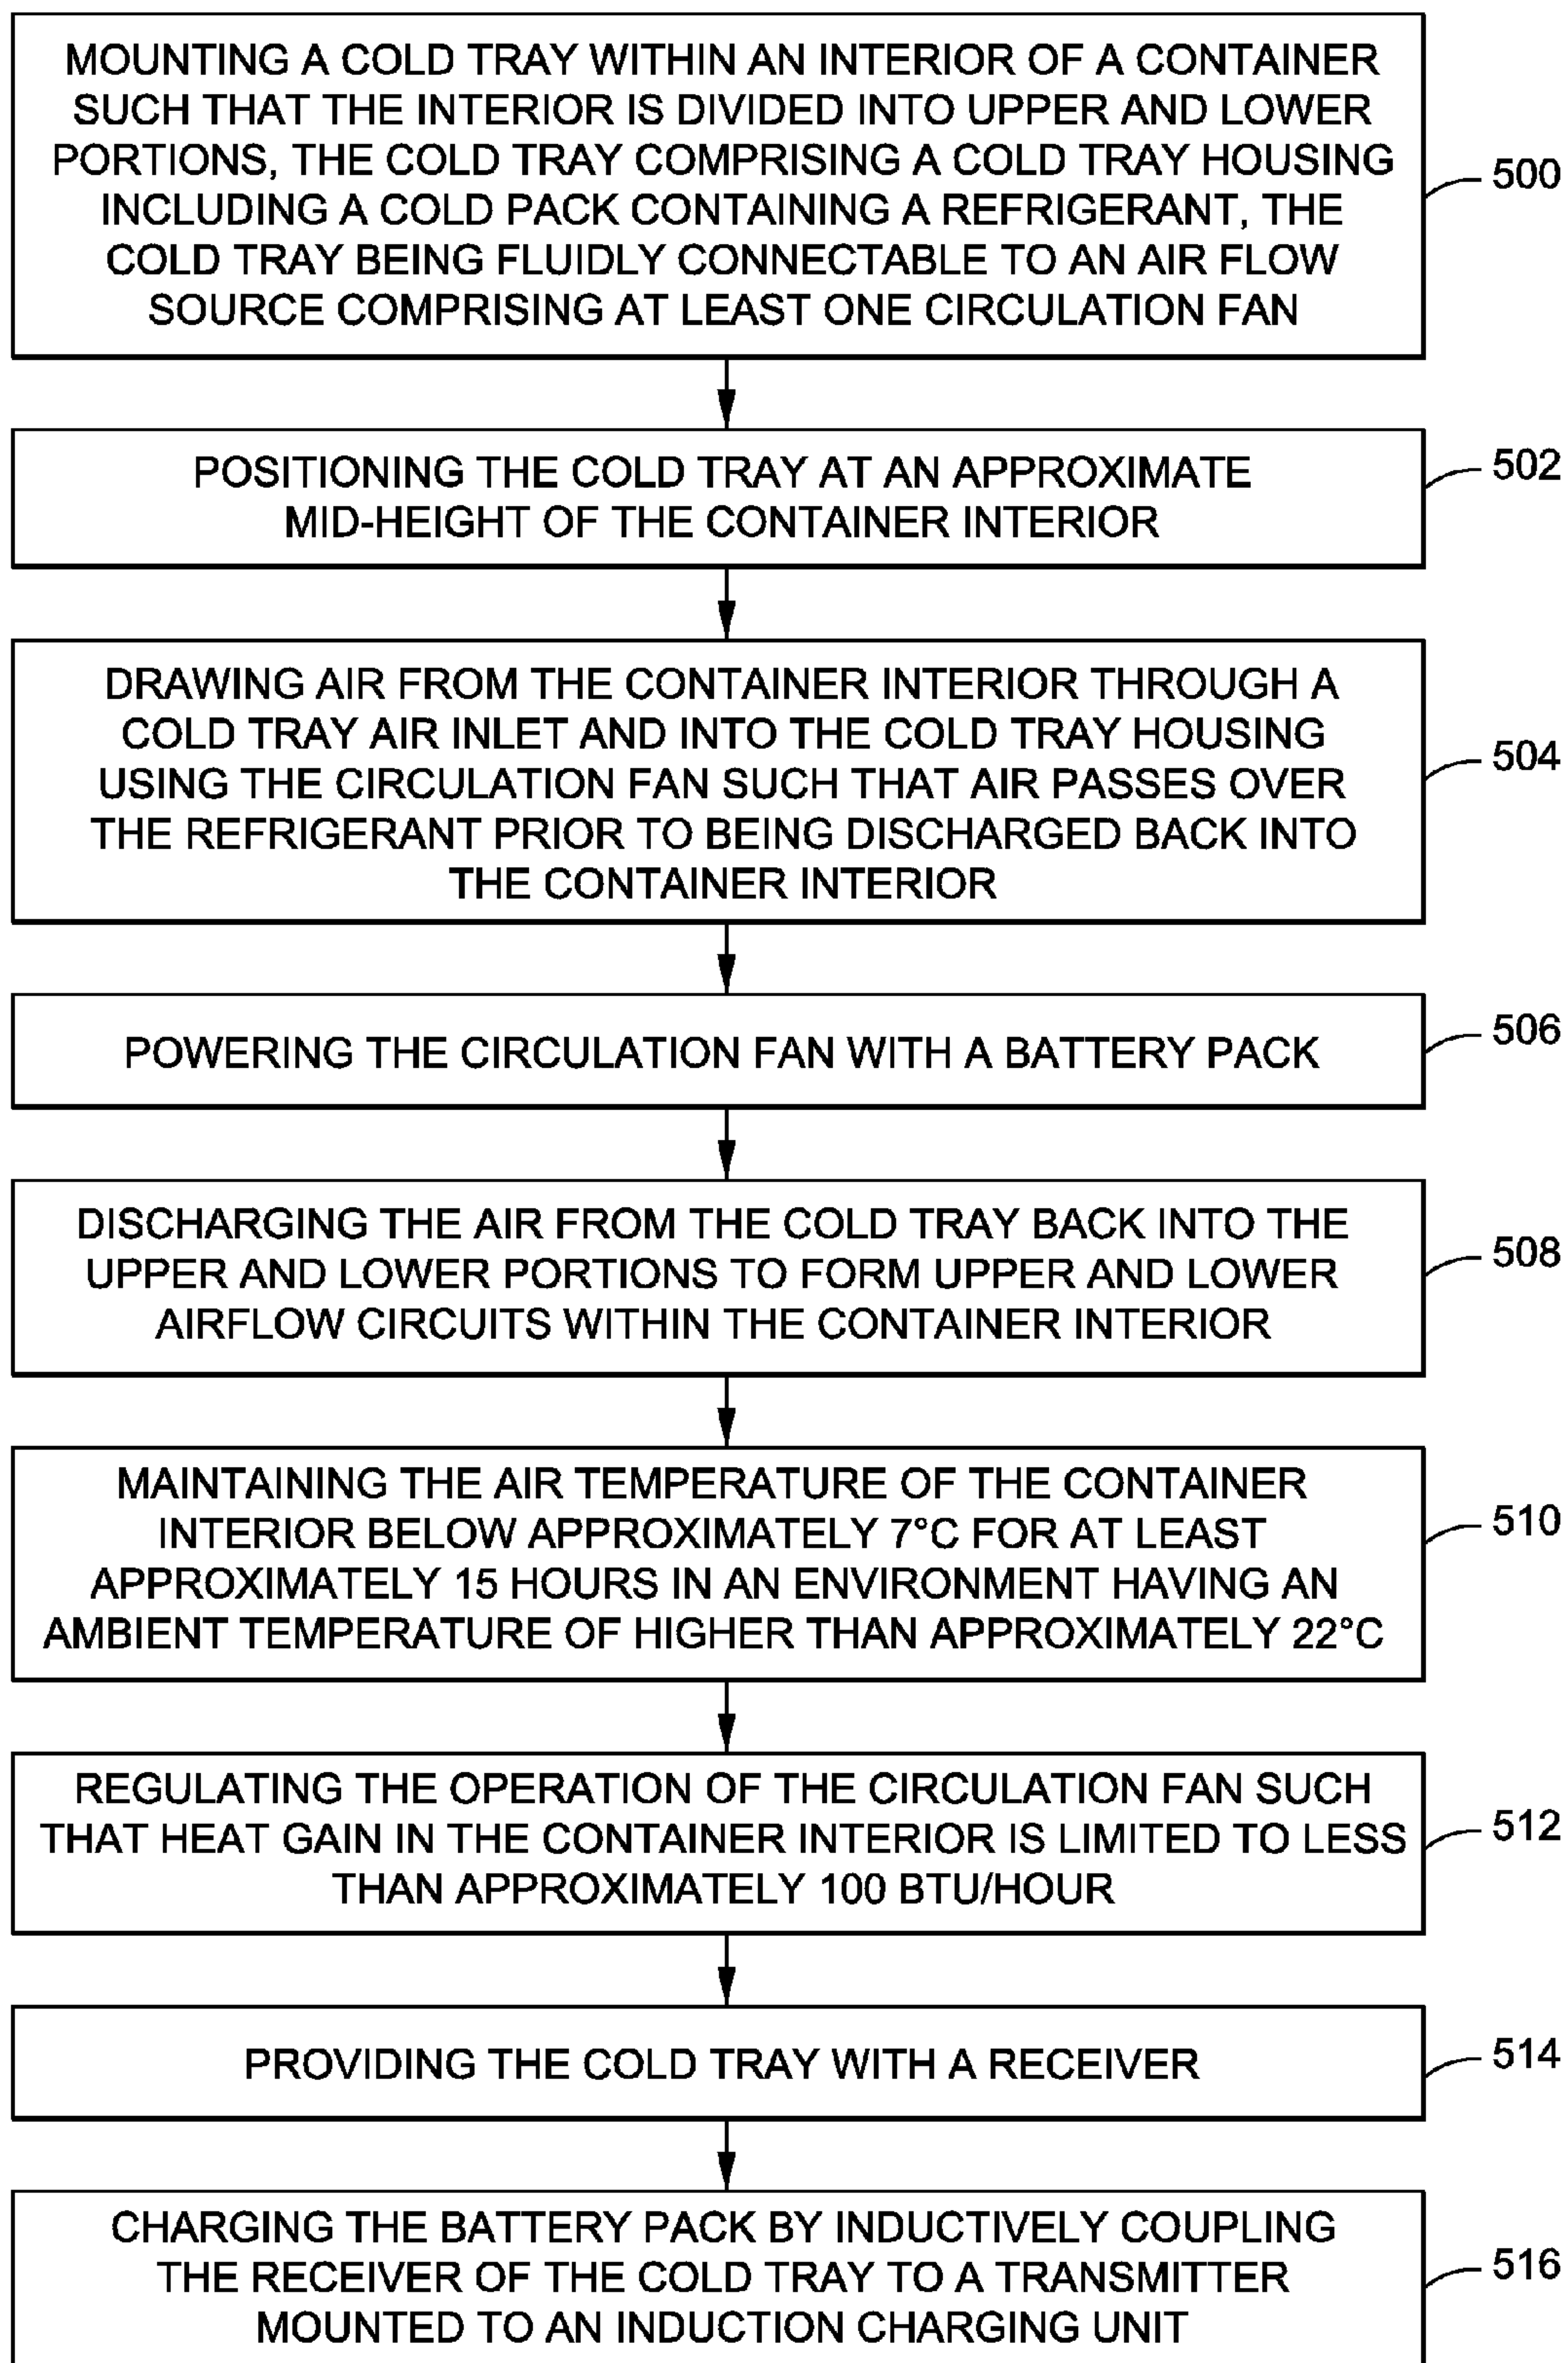 MOUNTING A COLD TRAY WITHIN AN INTERIOR OF A CONTAINER
SUCH THAT THE INTERIOR IS DIVIDED INTO UPPER AND LOWER
PORTIONS, THE COLD TRAY COMPRISING A COLD TRAY HOUSING
INCLUDING A COLD PACK CONTAINING A REFRIGERANT, THE
COLD TRAY BEING FLUIDLY CONNECTABLE TO AN AIR FLOW
SOURCE COMPRISING AT LEAST ONE CIRCULATION FAN
500
POSITIONING THE COLD TRAY AT AN APPROXIMATE
MID-HEIGHT OF THE CONTAINER INTERIOR
502
DRAWING AIR FROM THE CONTAINER INTERIOR THROUGH A
COLD TRAY AIR INLET AND INTO THE COLD TRAY HOUSING
USING THE CIRCULATION FAN SUCH THAT AIR PASSES OVER
THE REFRIGERANT PRIOR TO BEING DISCHARGED BACK INTO
THE CONTAINER INTERIOR
504
POWERING THE CIRCULATION FAN WITH A BATTERY PACK
506
DISCHARGING THE AIR FROM THE COLD TRAY BACK INTO THE
UPPER AND LOWER PORTIONS TO FORM UPPER AND LOWER
AIRFLOW CIRCUITS WITHIN THE CONTAINER INTERIOR
508
MAINTAINING THE AIR TEMPERATURE OF THE CONTAINER
INTERIOR BELOW APPROXIMATELY 7°C FOR AT LEAST
APPROXIMATELY 15 HOURS IN AN ENVIRONMENT HAVING AN
AMBIENT TEMPERATURE OF HIGHER THAN APPROXIMATELY 22°C
510
REGULATING THE OPERATION OF THE CIRCULATION FAN SUCH
THAT HEAT GAIN IN THE CONTAINER INTERIOR IS LIMITED TO LESS
THAN APPROXIMATELY 100 BTU/HOUR
512
PROVIDING THE COLD TRAY WITH A RECEIVER
514
CHARGING THE BATTERY PACK BY INDUCTIVELY COUPLING
THE RECEIVER OF THE COLD TRAY TO A TRANSMITTER
MOUNTED TO AN INDUCTION CHARGING UNIT
516